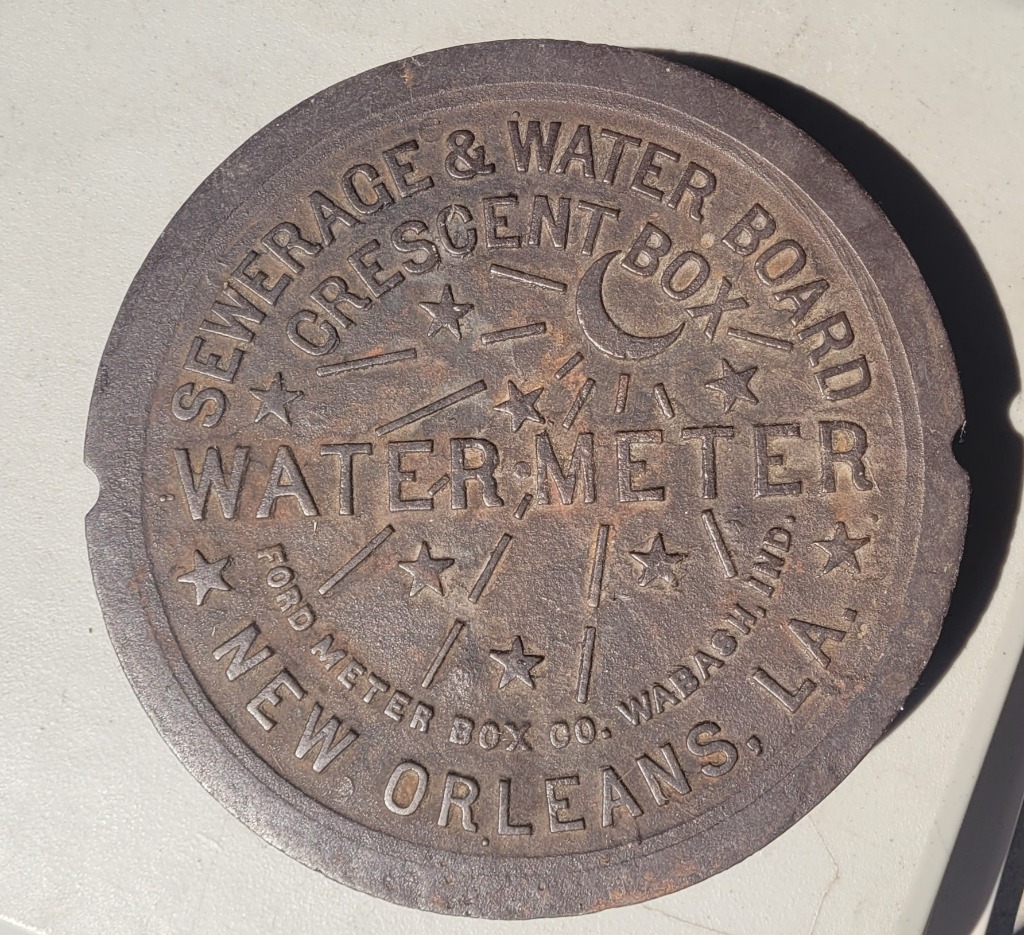 SEWERAGE & WATER BOARD
CRESCENT BOX
WATER·METER
FORD METER BOX CO. WABASH, IND.
NEW ORLEANS, LA.